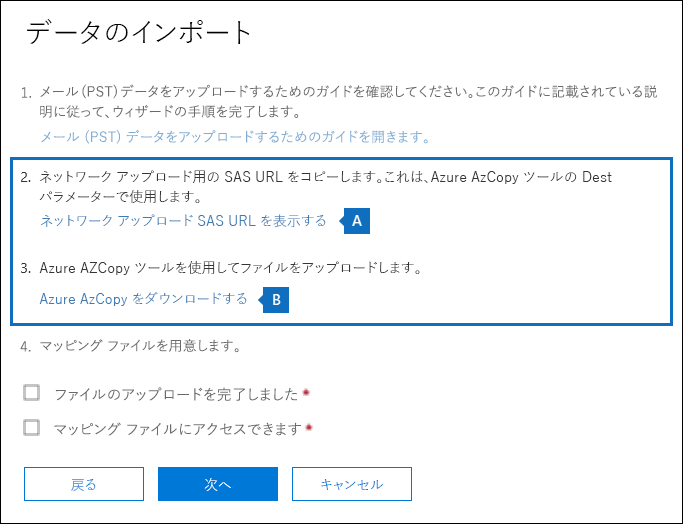 データのインポート
1. メール (PST) データをアップロードするためのガイドを確認してください。このガイドに記載されている説
明に従って、ウィザードの手順を完了します。
メール (PST) データをアップロードするためのガイドを開きます。
2. ネットワーク アップロード用の SAS URL をコピーします。これは、Azure AzCopy ツールの Dest
パラメーターで使用します。
ネットワーク アップロード SAS URL を表示する A
3. Azure AZCopy ツールを使用してファイルをアップロードします。
Azure AzCopy をダウンロードする B
4. マッピング ファイルを用意します。
ファイルのアップロードを完了しました *
マッピング ファイルにアクセスできます *
戻る 次へ キャンセル